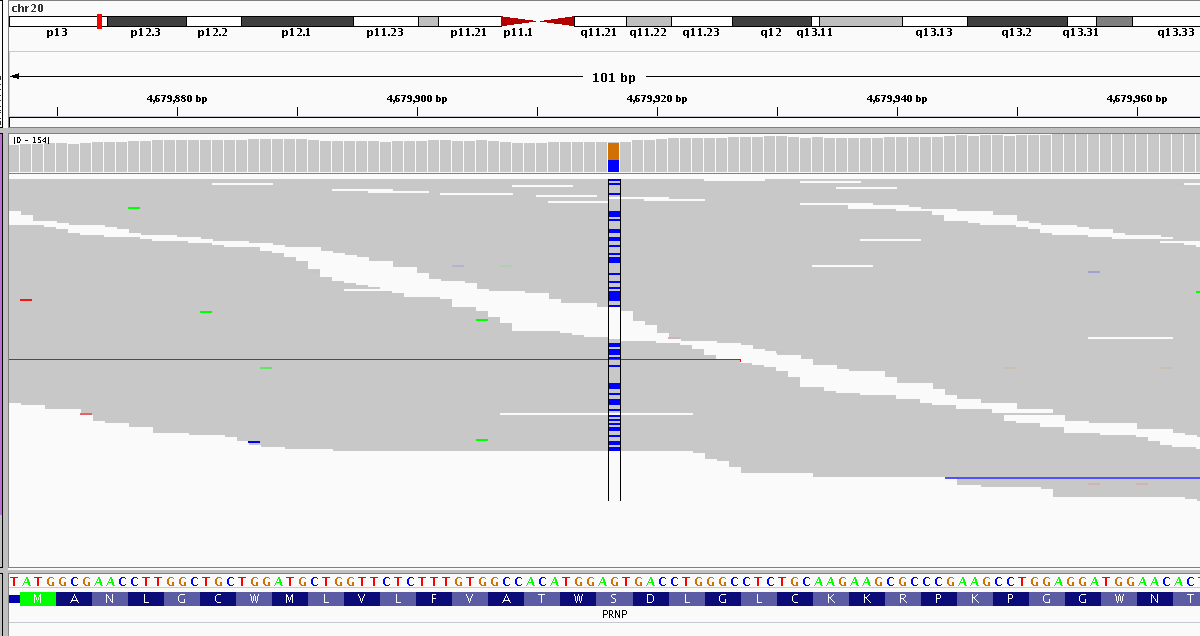 chr20
p13 p12.3 p12.2 p12.1 p11.23 p11.21 p11.1 q11.21 q11.22 q11.23 q12 q13.11 q13.13 q13.2 q13.31 q13.33
101 bp
4,679,880 bp 4,679,900 bp 4,679,920 bp 4,679,940 bp 4,679,960 bp
[0 - 154]
TATGGCGAACCTTGGCTGCTGGATGCTGGTTCTCTTTGTGGCCACATGGAGTGACCTGGGCCTCTGCAAGAAGCGCCCGAAGCCTGGAGGATGGAACACT
M A N L G C W M L V L F V A T W S D L G L C K K R P K P G G W N T
PRNP